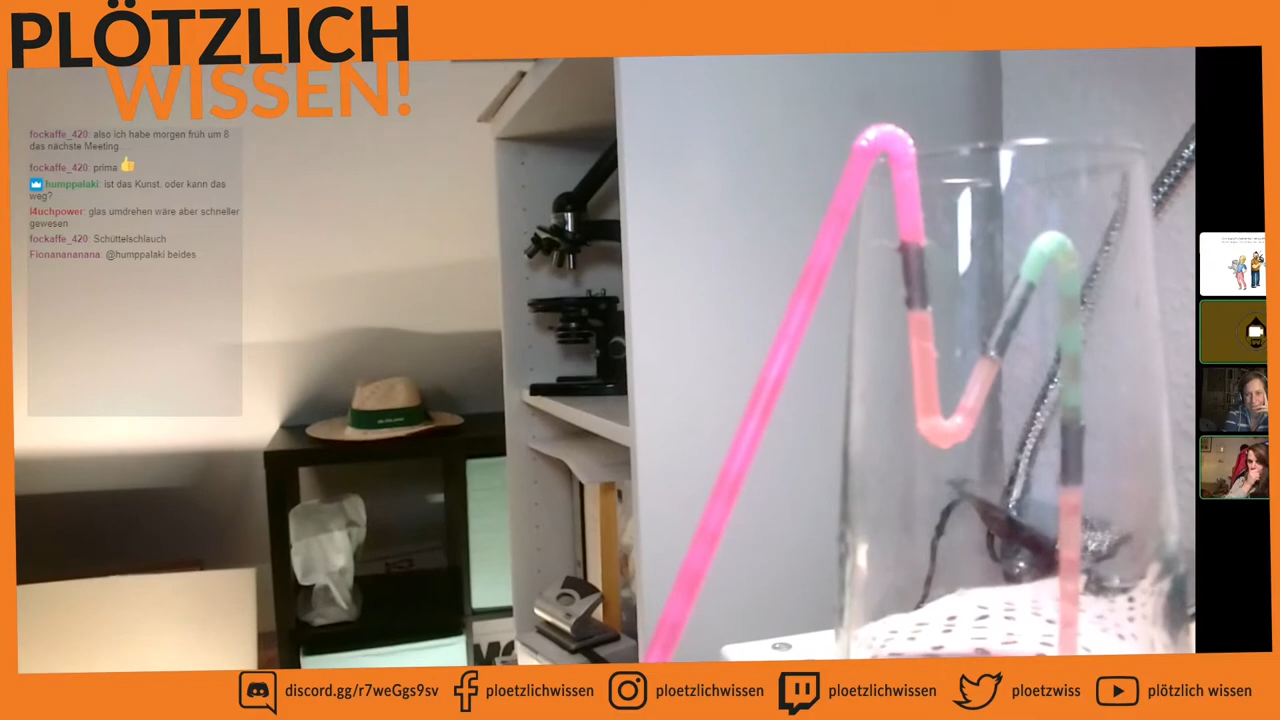 PLÖTZLICH
WISSEN!
fockaffe_420: also ich habe morgen früh um 8
das nächste Meeting....
fockaffe_420: prima 👍
humppalaki: ist das Kunst. oder kann das
weg?
l4uchpower: glas umdrehen wäre aber schneller
gewesen
fockaffe_420: Schüttelschlauch
Fionanananana: @humppalaki beides
discord.gg/r7weGgs9sv
ploetzlichwissen
ploetzlichwissen
ploetzlichwissen
ploetzwiss
plötzlich wissen